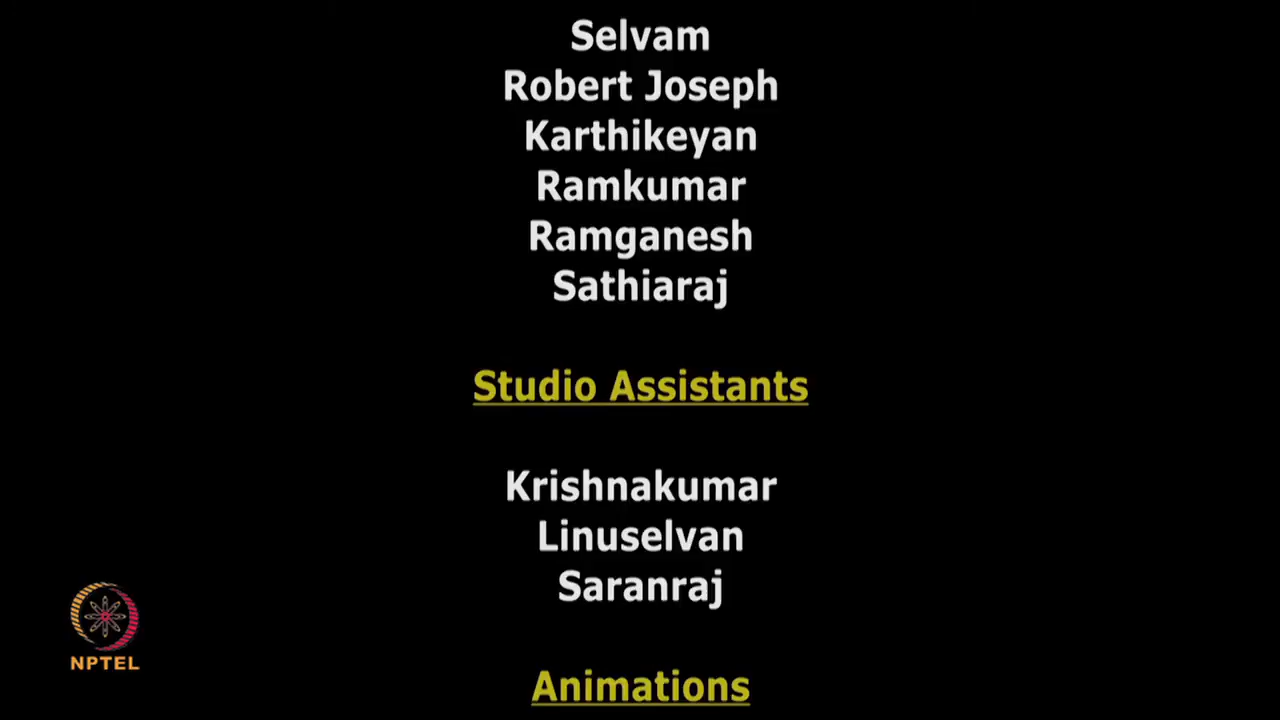 Selvam
Robert Joseph
Karthikeyan
Ramkumar
Ramganesh
Sathiaraj
Studio Assistants
Krishnakumar
Linuselvan
Saranraj
NPTEL
Animations